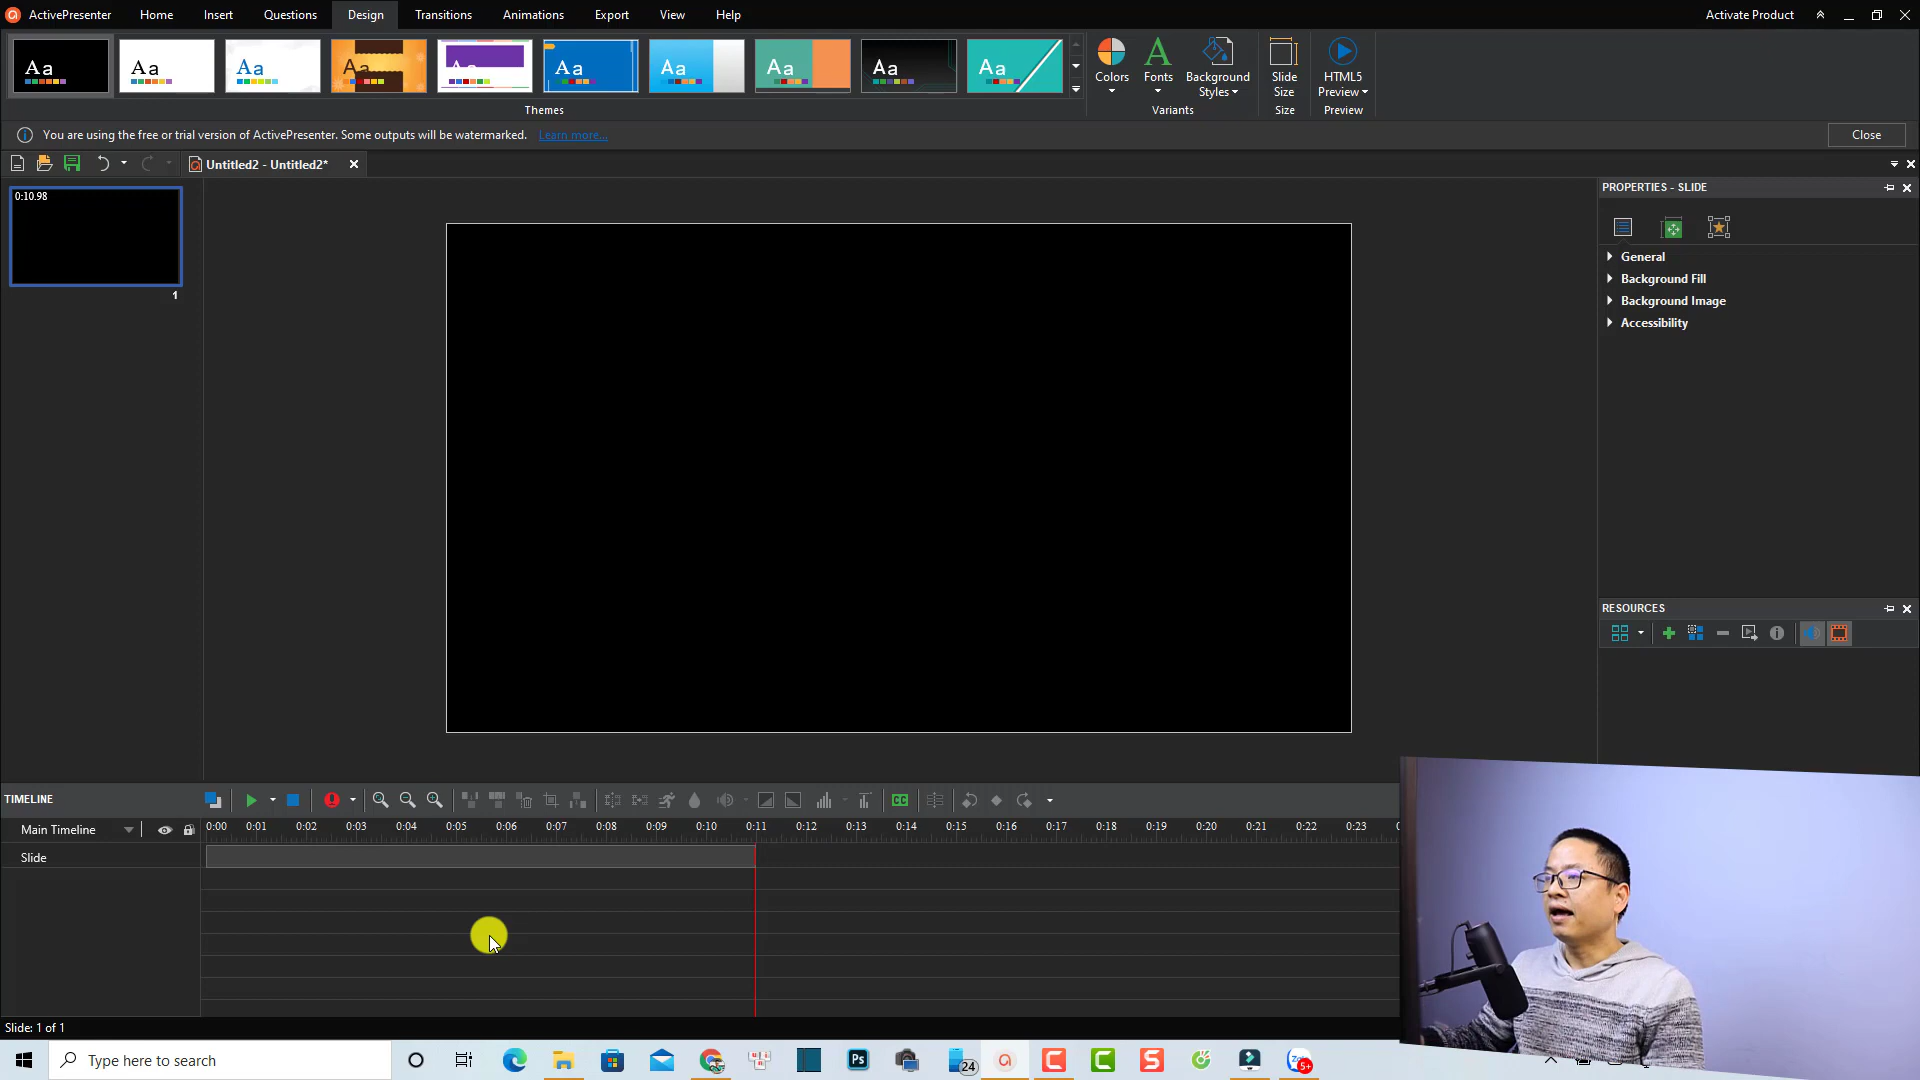 ActivePresenter Home Insert Questions Design Transitions Animations Export View Help Activate Product
Aa Aa Aa Aa Aa Aa Aa Aa Aa Aa
Colors Fonts Background Styles Slide Size HTML5 Preview
Themes Variants Size Preview
You are using the free or trial version of ActivePresenter. Some outputs will be watermarked. Learn more... Close
Untitled2 - Untitled2*
PROPERTIES - SLIDE
0:10.98
1
General
Background Fill
Background Image
Accessibility
RESOURCES
TIMELINE
CC
Main Timeline 0:00 0:01 0:02 0:03 0:04 0:05 0:06 0:07 0:08 0:09 0:10 0:11 0:12 0:13 0:14 0:15 0:16 0:17 0:18 0:19 0:20 0:21 0:22 0:23
Slide
Slide: 1 of 1
Type here to search
Ps
24
C C S
5+